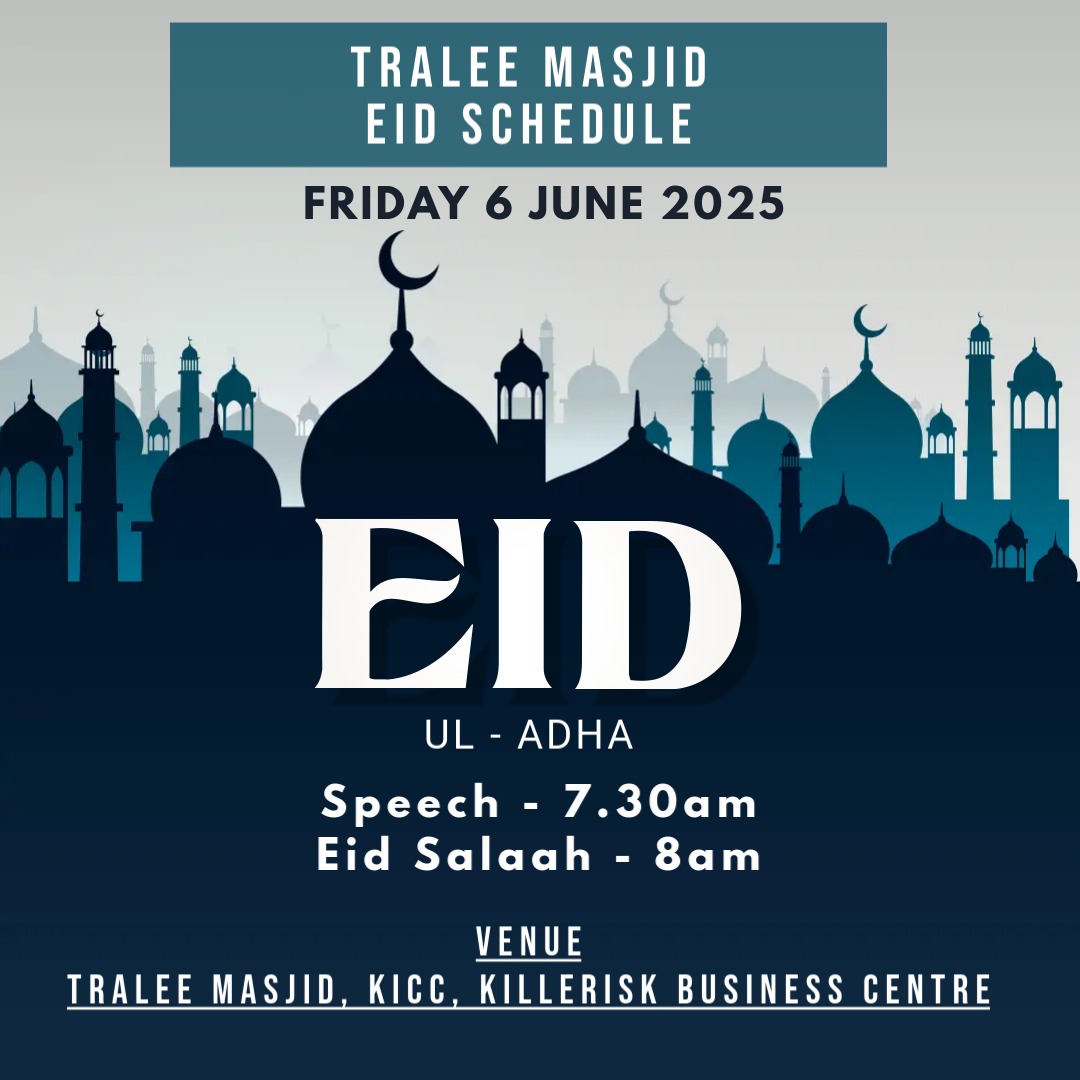 TRALEE MASJID
EID SCHEDULE
FRIDAY 6 JUNE 2025
EID
UL - ADHA
Speech - 7.30am
Eid Salaah - 8am
VENUE
TRALEE MASJID, KICC, KILLERISK BUSINESS CENTRE